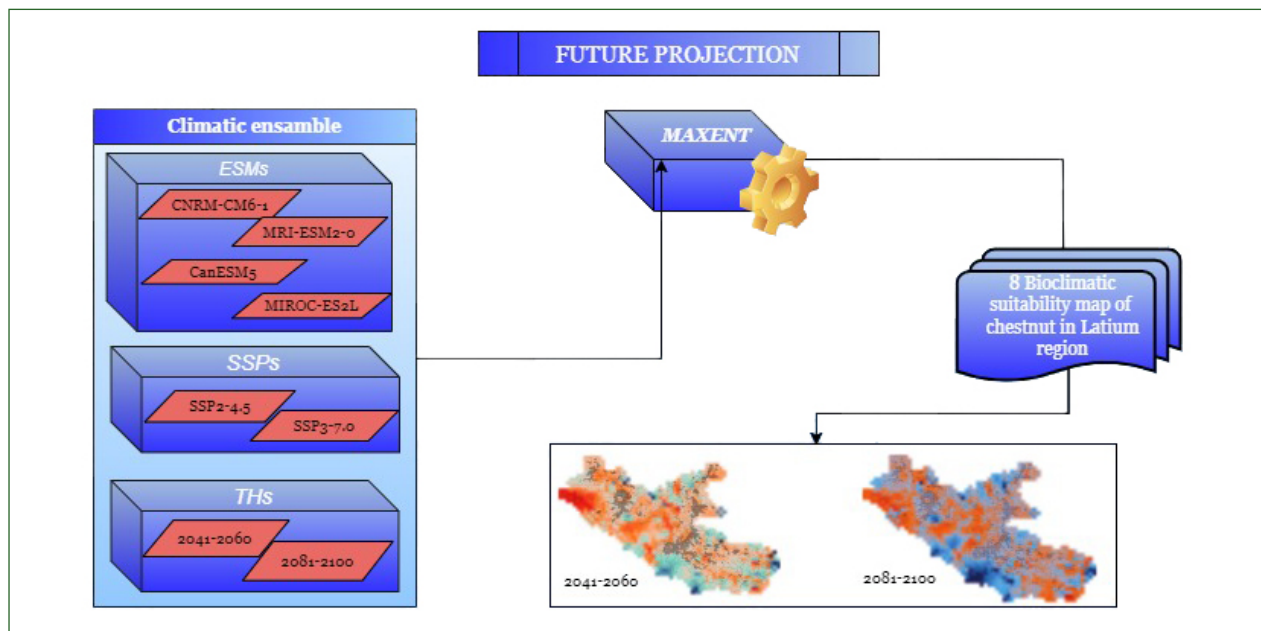 FUTURE PROJECTION
Climatic ensamble
ESMs
CNRM-CM6-1
MRI-ESM2-0
CanESM5
MIROC-ES2L
SSPs
SSP2-4.5
SSP3-7.0
THs
2041-2060
2081-2100
MAXENT
8 Bioclimatic
suitability map of
chestnut in Latium
region
2041-2060
2081-2100